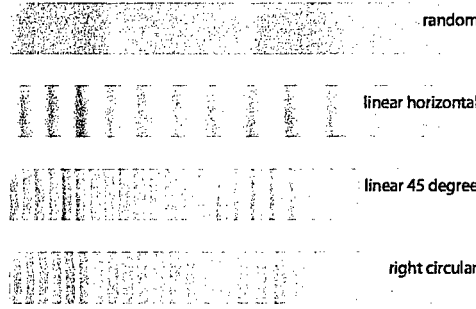 random
linear horizontal
linear 45 degree
right circular